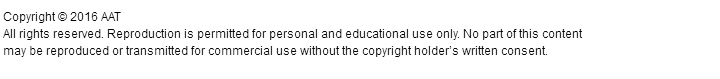 Copyright © 2016 AAT
All rights reserved. Reproduction is permitted for personal and educational use only. No part of this content
may be reproduced or transmitted for commercial use without the copyright holder’s written consent.